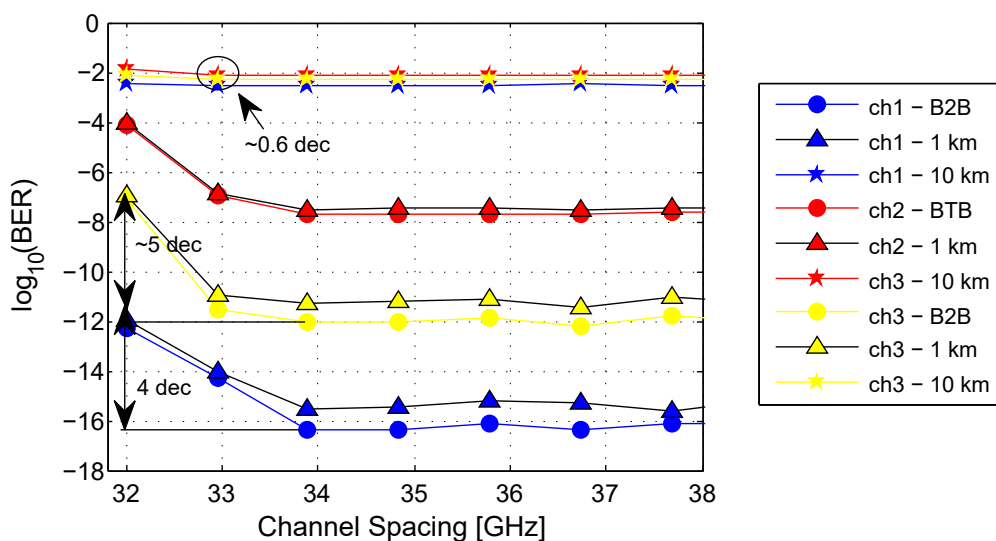 0
−2
−4
−6
−8
−10
−12
−14
−16
−18
log10(BER)
~0.6 dec
~5 dec
4 dec
32
33
34
35
36
37
38
Channel Spacing [GHz]
ch1 − B2B
ch1 − 1 km
ch1 − 10 km
ch2 − BTB
ch2 − 1 km
ch3 − 10 km
ch3 − B2B
ch3 − 1 km
ch3 − 10 km